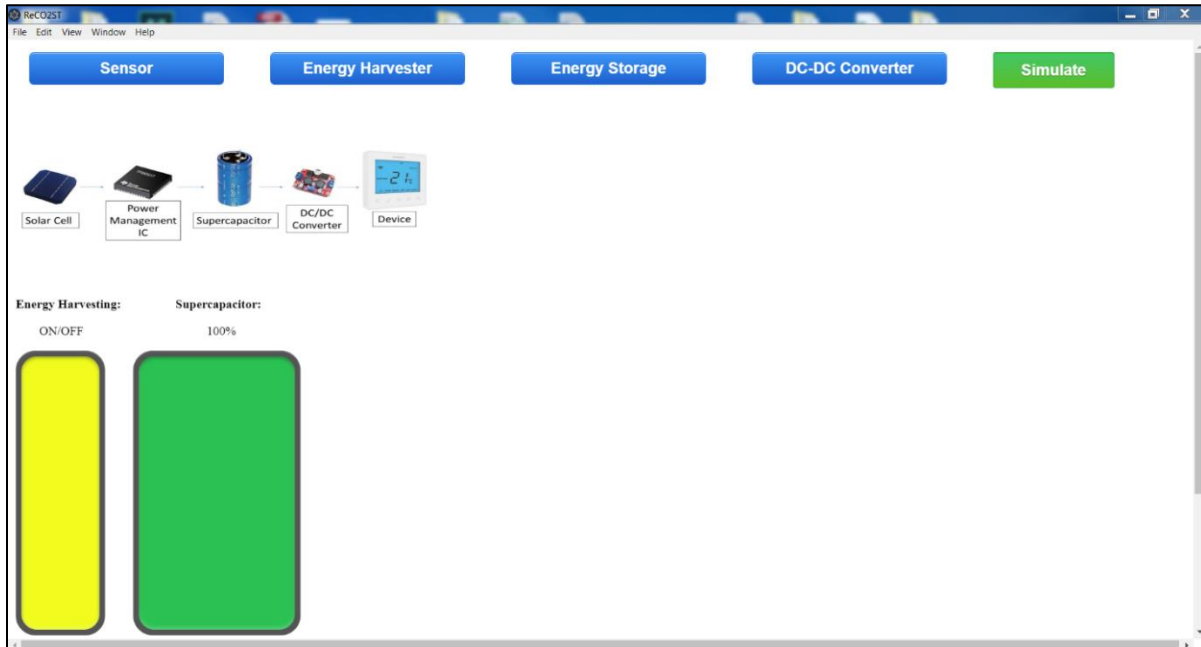 ReCO2ST
File Edit View Window Help
Sensor Energy Harvester Energy Storage DC-DC Converter Simulate
Solar Cell
Power
Management
IC
Supercapacitor
DC/DC
Converter
Device
Energy Harvesting: Supercapacitor:
ON/OFF 100%